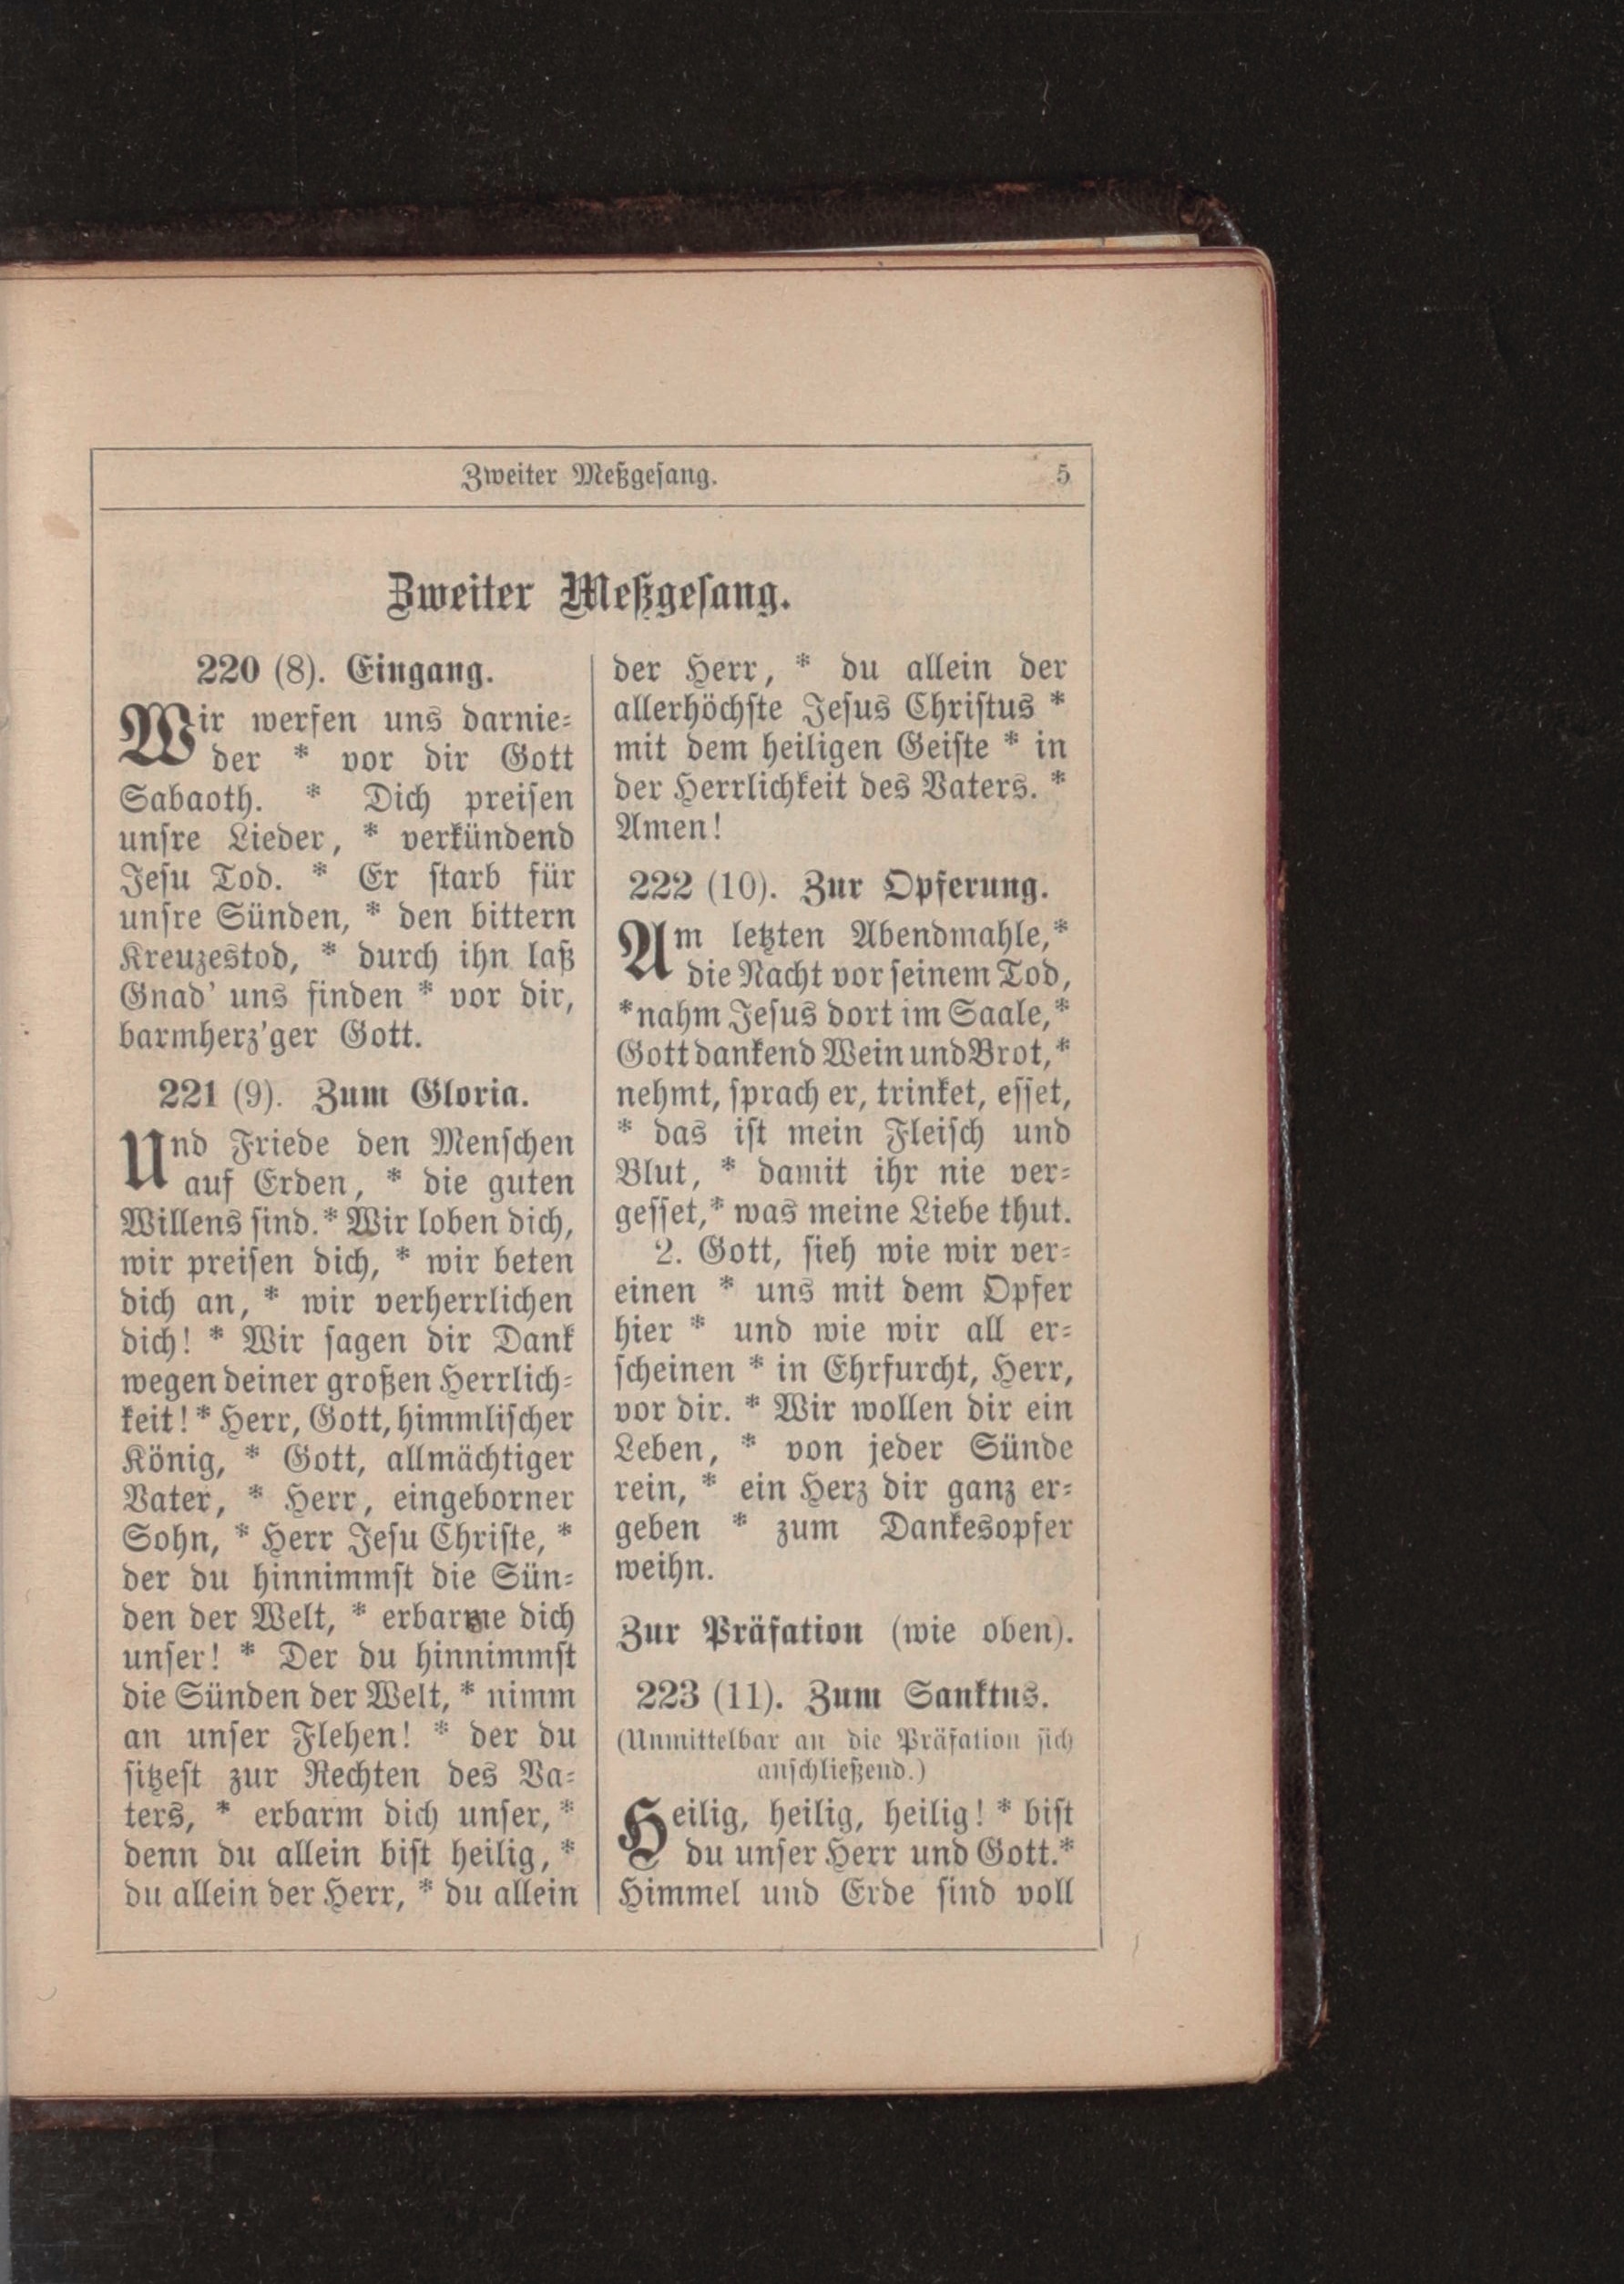 Zweiter Meßgesang. 5
Zweiter Meßgesang.
220 (8). Eingang.
Wir werfen uns darnie-
der * vor dir Gott
Sabaoth. * Dich preisen
unsre Lieder, * verkündend
Jesu Tod. * Er starb für
unsre Sünden, * den bittern
Kreuzestod, * durch ihn laß
Gnad' uns finden * vor dir,
barmherz'ger Gott.
221 (9). Zum Gloria.
Und Friede den Menschen
auf Erden, * die guten
Willens sind. * Wir loben dich,
wir preisen dich, * wir beten
dich an, * wir verherrlichen
dich! * Wir sagen dir Dank
wegen deiner großen Herrlich-
keit! * Herr, Gott, himmlischer
König, * Gott, allmächtiger
Vater, * Herr, eingeborner
Sohn, * Herr Jesu Christe, *
der du hinnimmst die Sün-
den der Welt, * erbarme dich
unser! * Der du hinnimmst
die Sünden der Welt, * nimm
an unser Flehen! * der du
sitzest zur Rechten des Va-
ters, * erbarm dich unser, *
denn du allein bist heilig, *
du allein der Herr, * du allein
der Herr, * du allein der
allerhöchste Jesus Christus *
mit dem heiligen Geiste * in
der Herrlichkeit des Vaters. *
Amen!
222 (10). Zur Opferung.
Am letzten Abendmahle, *
die Nacht vor seinem Tod,
* nahm Jesus dort im Saale, *
Gott dankend Wein und Brot, *
nehmt, sprach er, trinket, esset,
* das ist mein Fleisch und
Blut, * damit ihr nie ver-
gesset, * was meine Liebe thut.
2. Gott, sieh wie wir ver-
einen * uns mit dem Opfer
hier * und wie wir all er-
scheinen * in Ehrfurcht, Herr,
vor dir. * Wir wollen dir ein
Leben, * von jeder Sünde
rein, * ein Herz dir ganz er-
geben * zum Dankesopfer
weihn.
Zur Präfation (wie oben).
223 (11). Zum Sanktus.
(Unmittelbar an die Präfation sich
anschließend.)
Heilig, heilig, heilig! * bist
du unser Herr und Gott. *
Himmel und Erde sind voll